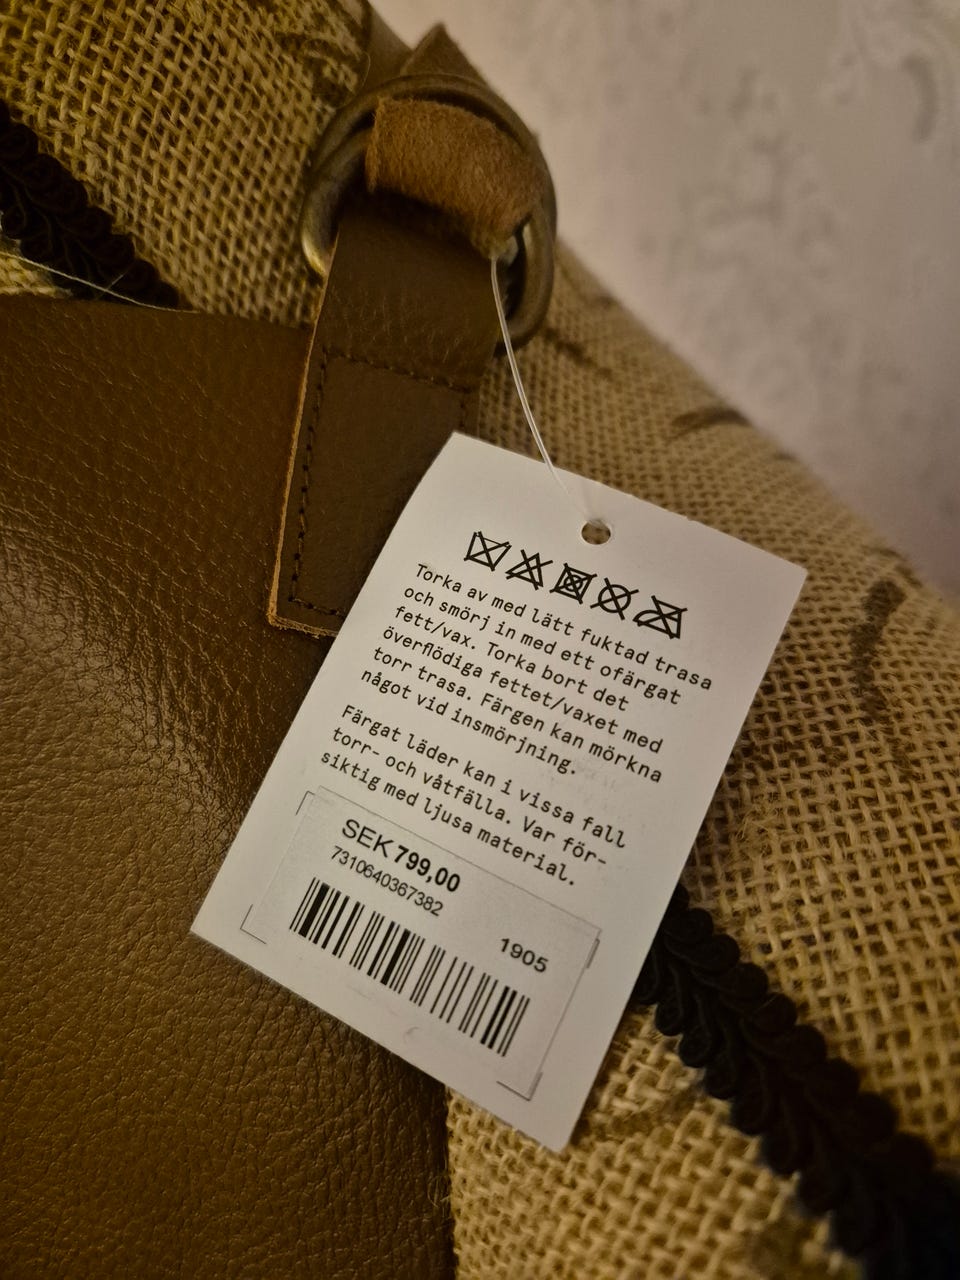 Torka av med lätt fuktad trasa
och smörj in med ett ofärgat
fett/vax. Torka bort det
överflödiga fettet/vaxet med
torr trasa. Färgen kan mörkna
något vid insmörjning.
Färgat läder kan i vissa fall
torr- och våtfälla. Var för-
siktig med ljusa material.
SEK 799,00
7310640367382
1905